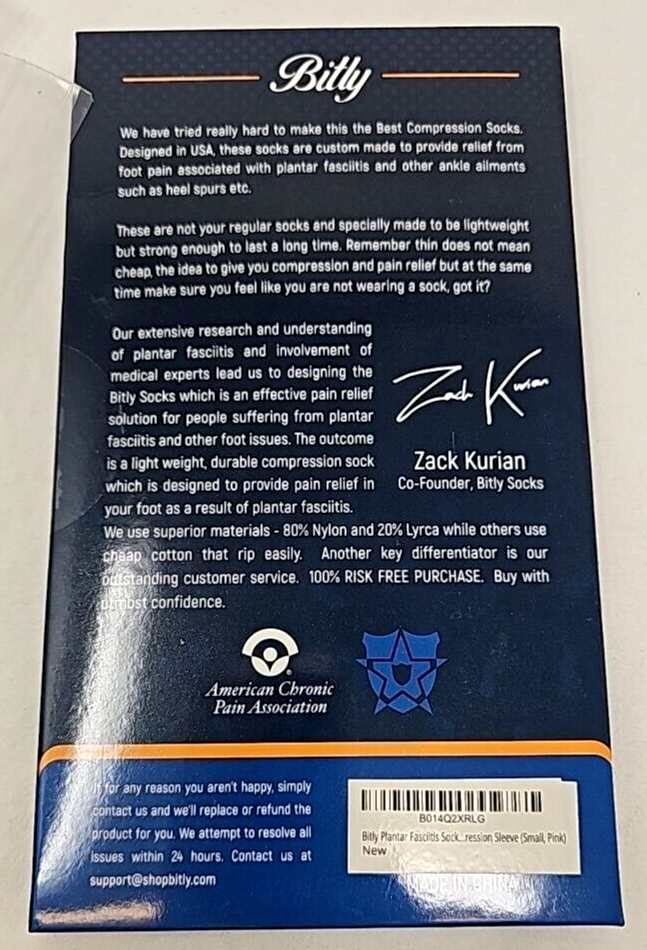 Bitly
We have tried really hard to make this the Best Compression Socks.
Designed in USA, these socks are custom made to provide relief from
foot pain associated with plantar fasciitis and other ankle ailments
such as heel spurs etc.
These are not your regular socks and specially made to be lightweight
but strong enough to last a long time. Remember thin does not mean
cheap, the idea to give you compression and pain relief but at the same
time make sure you feel like you are not wearing a sock, got it?
Our extensive research and understanding
of plantar fasciitis and involvement of
medical experts lead us to designing the
Bitly Socks which is an effective pain relief
solution for people suffering from plantar
fasciitis and other foot issues. The outcome
is a light weight, durable compression sock
which is designed to provide pain relief in
your foot as a result of plantar fasciitis.
Zach Kurian
Zack Kurian
Co-Founder, Bitly Socks
We use superior materials - 80% Nylon and 20% Lyrca while others use
cheap cotton that rip easily. Another key differentiator is our
outstanding customer service. 100% RISK FREE PURCHASE. Buy with
utmost confidence.
American Chronic
Pain Association
If for any reason you aren't happy, simply
contact us and we'll replace or refund the
product for you. We attempt to resolve all
issues within 24 hours. Contact us at
support@shopbitly.com
B014Q2XRLG
Bitly Plantar Fasciitis Sock...ression Sleeve (Small, Pink)
New
MADE IN CHINA